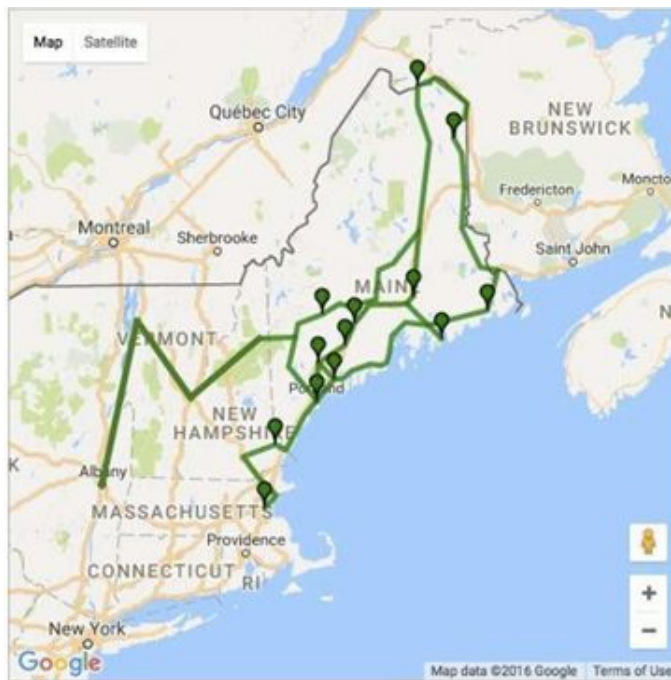 Map Satellite
Québec City
NEW
BRUNSWICK
Fredericton
Moncto
Montreal
Sherbrooke
Saint John
MAINE
N
VERMONT
Portland
NEW
HAMPSHIRE
K
Albany
MASSACHUSETTS
Providence
CONNECTICUT
RI
+
New York
−
Google
Map data ©2016 Google Terms of Use